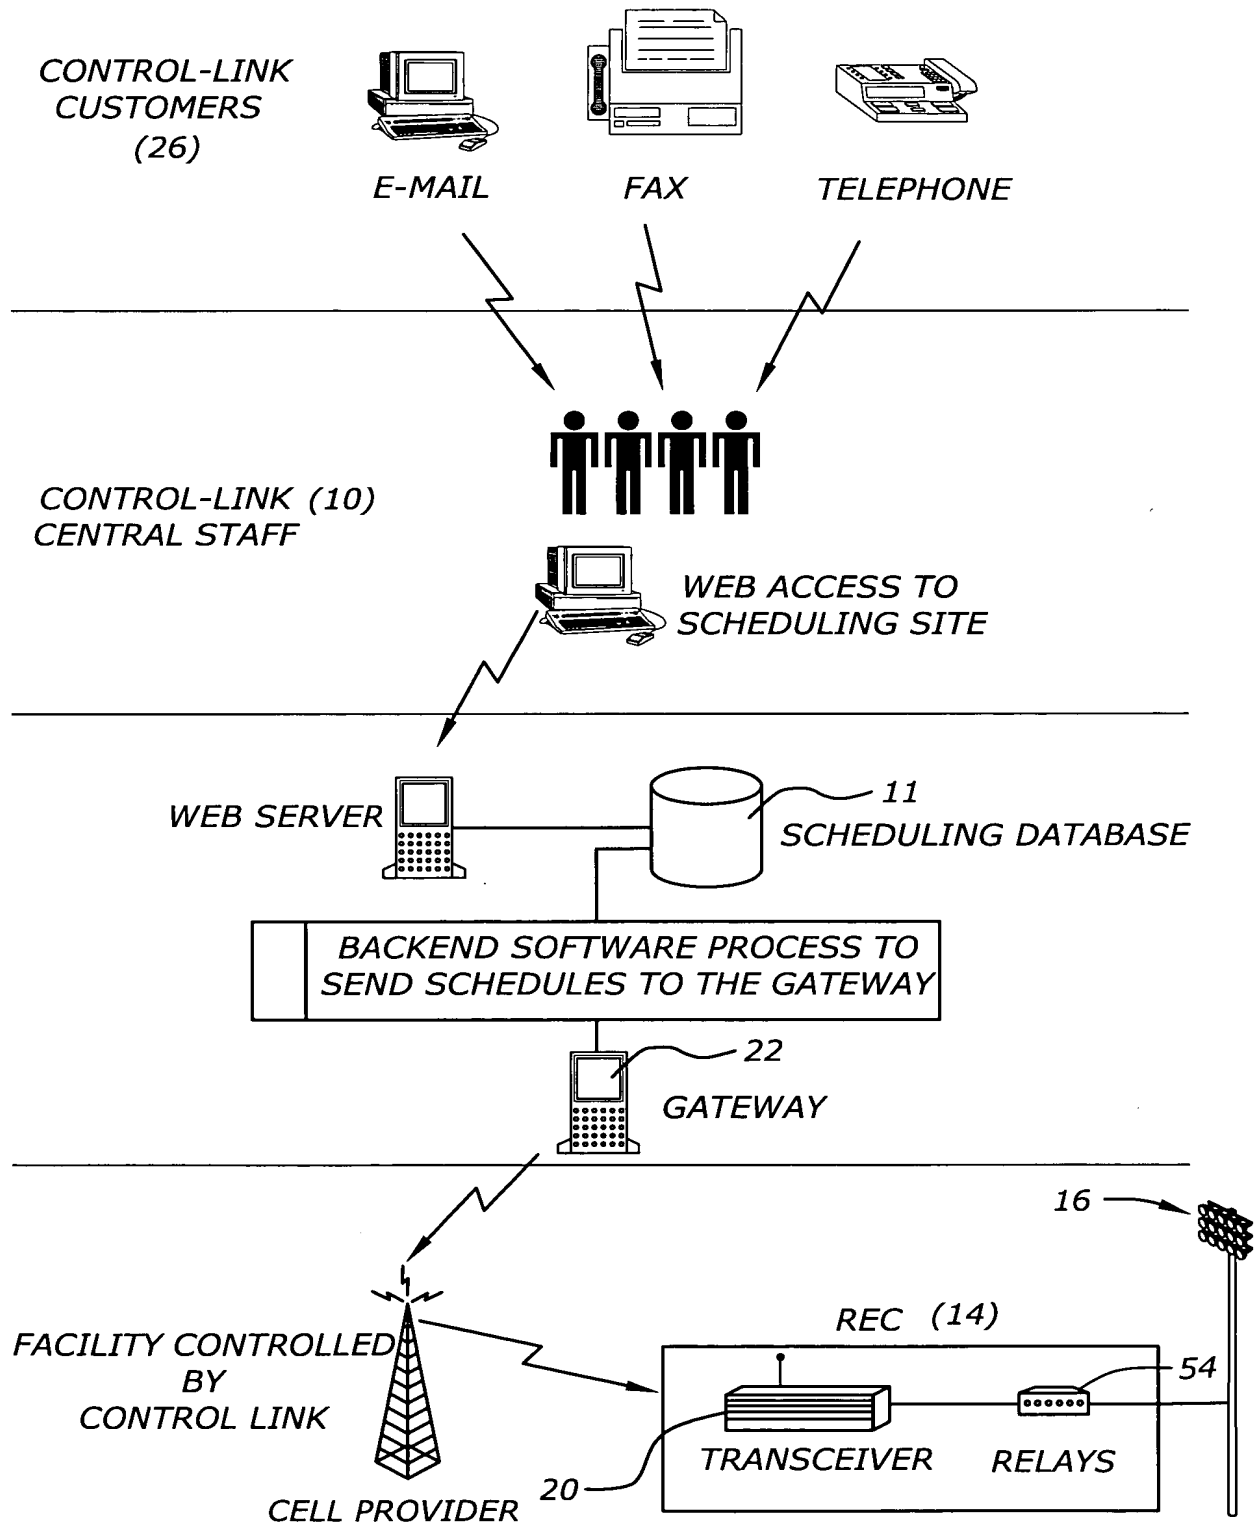 CONTROL-LINK
CUSTOMERS
(26)
E-MAIL
FAX
TELEPHONE
CONTROL-LINK (10)
CENTRAL STAFF
WEB ACCESS TO
SCHEDULING SITE
WEB SERVER
11
SCHEDULING DATABASE
BACKEND SOFTWARE PROCESS TO
SEND SCHEDULES TO THE GATEWAY
22
GATEWAY
16
FACILITY CONTROLLED
BY
CONTROL LINK
CELL PROVIDER
REC (14)
54
TRANSCEIVER
RELAYS
20